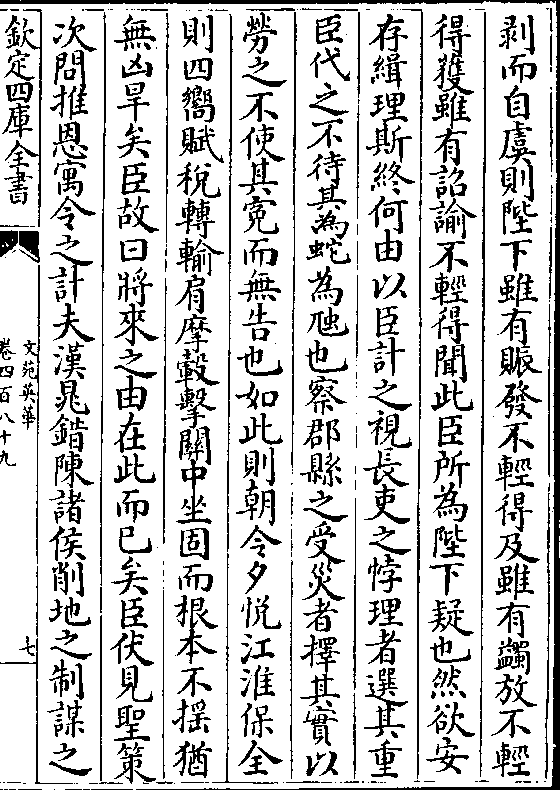 剥而自虞則陛下雖有賑發不輕得及雖有蠲放不輕
得獲雖有詔諭不輕得聞此臣所為陛下疑也然欲安
存緝理斯終何由以臣計之視長吏之悖理者選其重
臣代之不待其為蛇為虺也察郡縣之受災者擇其實以
勞之不使其寃而無告也如此則朝令夕悦江淮保全
則四嚮賦税轉輸肩摩轂擊關中坐固而根本不揺猶
無凶旱矣臣故曰將來之由在此而已矣臣伏見聖策
次問推恩寓令之計夫漢晁錯陳諸侯削地之制謀之
欽定四庫全書
文苑英華
卷四百八十九
七